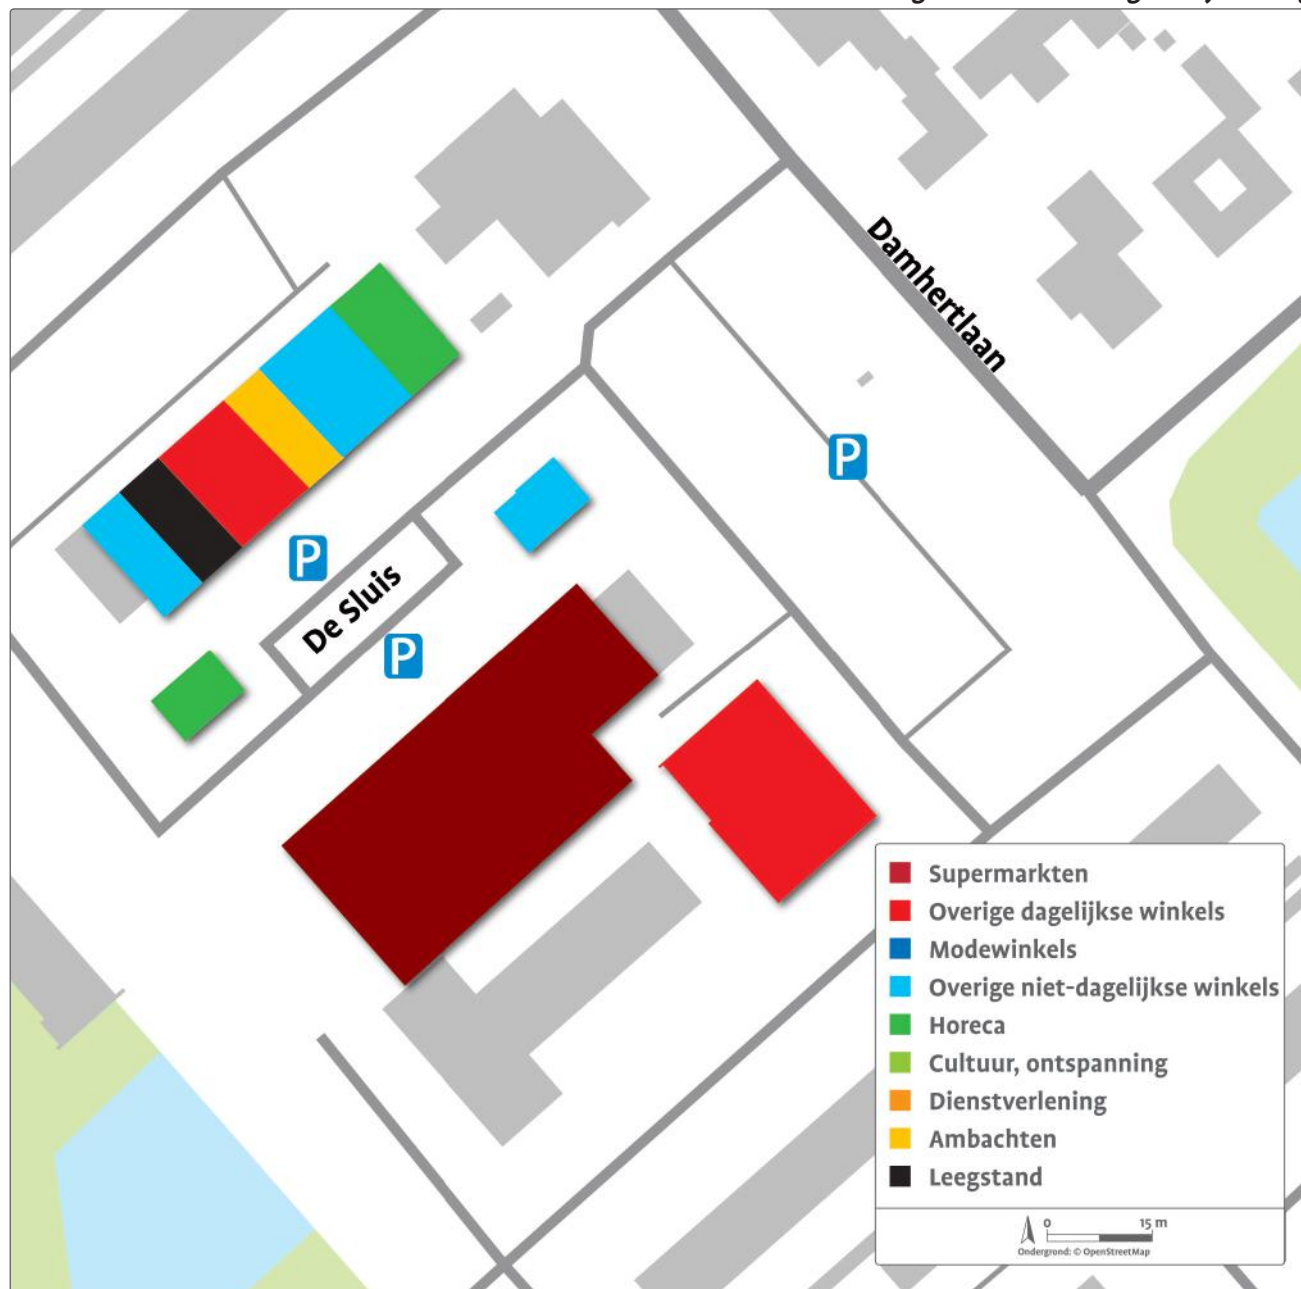 Damhertlaan
P
P
De Sluis
P
Supermarkten
Overige dagelijkse winkels
Modewinkels
Overige niet-dagelijkse winkels
Horeca
Cultuur, ontspanning
Dienstverlening
Ambachten
Leegstand
0 15 m
Ondergrond: © OpenStreetMap